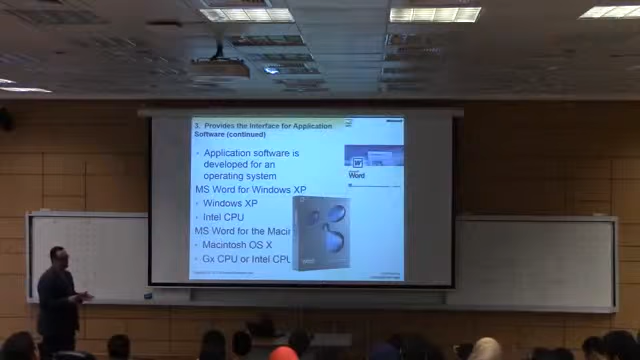 3. Provides the Interface for Application
Software (continued)
• Application software is
developed for an
operating system
MS Word for Windows XP
• Windows XP
• Intel CPU
MS Word for the Macin
• Macintosh OS X
• Gx CPU or Intel CPU
W
Word